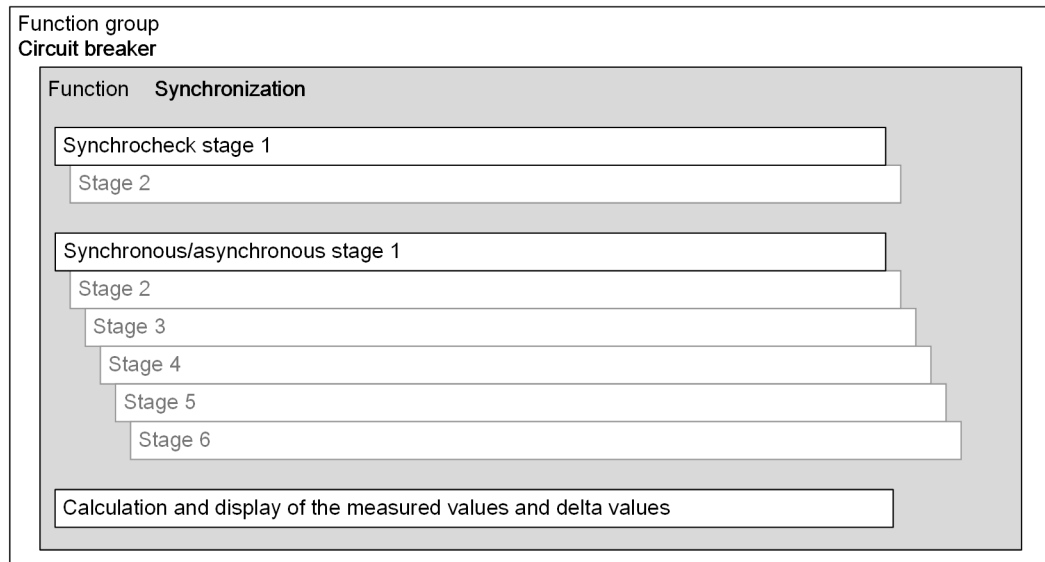 Function group
Circuit breaker
Function Synchronization
Synchrocheck stage 1
Stage 2
Synchronous/asynchronous stage 1
Stage 2
Stage 3
Stage 4
Stage 5
Stage 6
Calculation and display of the measured values and delta values